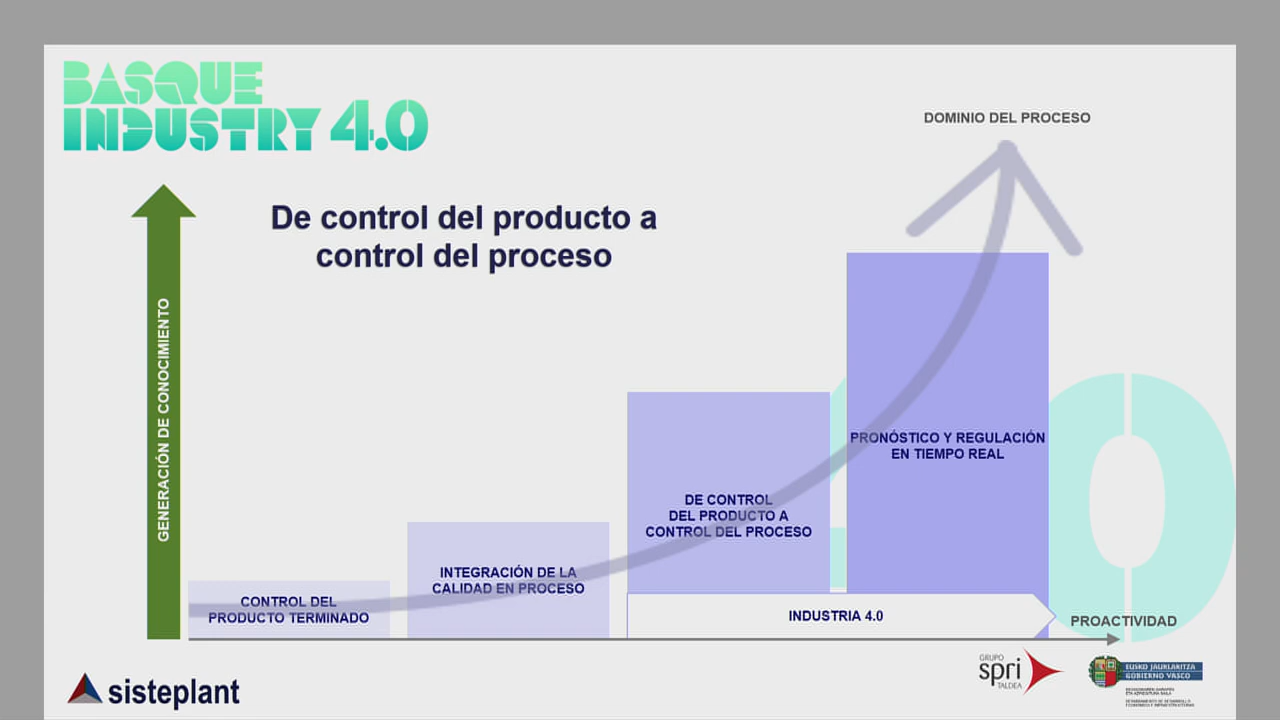 BASQUE
INDUSTRY 4.0
DOMINIO DEL PROCESO
De control del producto a
control del proceso
GENERACIÓN DE CONOCIMIENTO
PRONÓSTICO Y REGULACIÓN
EN TIEMPO REAL
DE CONTROL
DEL PRODUCTO A
CONTROL DEL PROCESO
INTEGRACIÓN DE LA
CALIDAD EN PROCESO
CONTROL DEL
PRODUCTO TERMINADO
INDUSTRIA 4.0
PROACTIVIDAD
sisteplant
GRUPO
spri
TALDEA
EUSKO JAURLARITZA
GOBIERNO VASCO